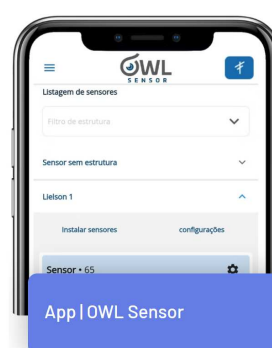 OWL
SENSOR
Listagem de sensores
Filtro de estrutura
Sensor sem estrutura
Lielson 1
Instalar sensores configurações
Sensor • 65
App | OWL Sensor